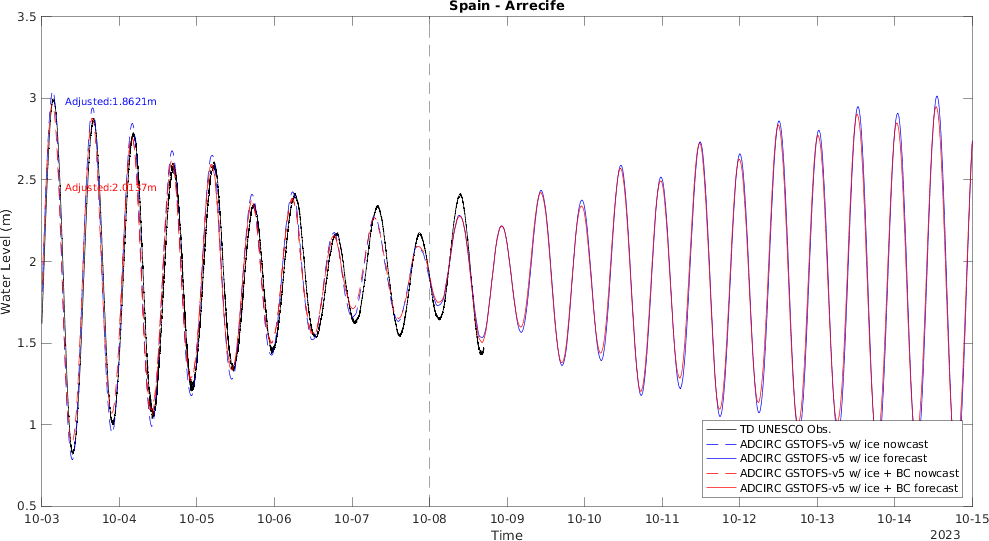 Spain - Arrecife
3.5
3
2.5
2
1.5
1
0.5
Water Level (m)
Adjusted:1.8621m
Adjusted:2.0137m
TD UNESCO Obs.
ADCIRC GSTOFS-v5 w/ ice nowcast
ADCIRC GSTOFS-v5 w/ ice forecast
ADCIRC GSTOFS-v5 w/ ice + BC nowcast
ADCIRC GSTOFS-v5 w/ ice + BC forecast
10-03 10-04 10-05 10-06 10-07 10-08 10-09 10-10 10-11 10-12 10-13 10-14 10-15
Time
2023